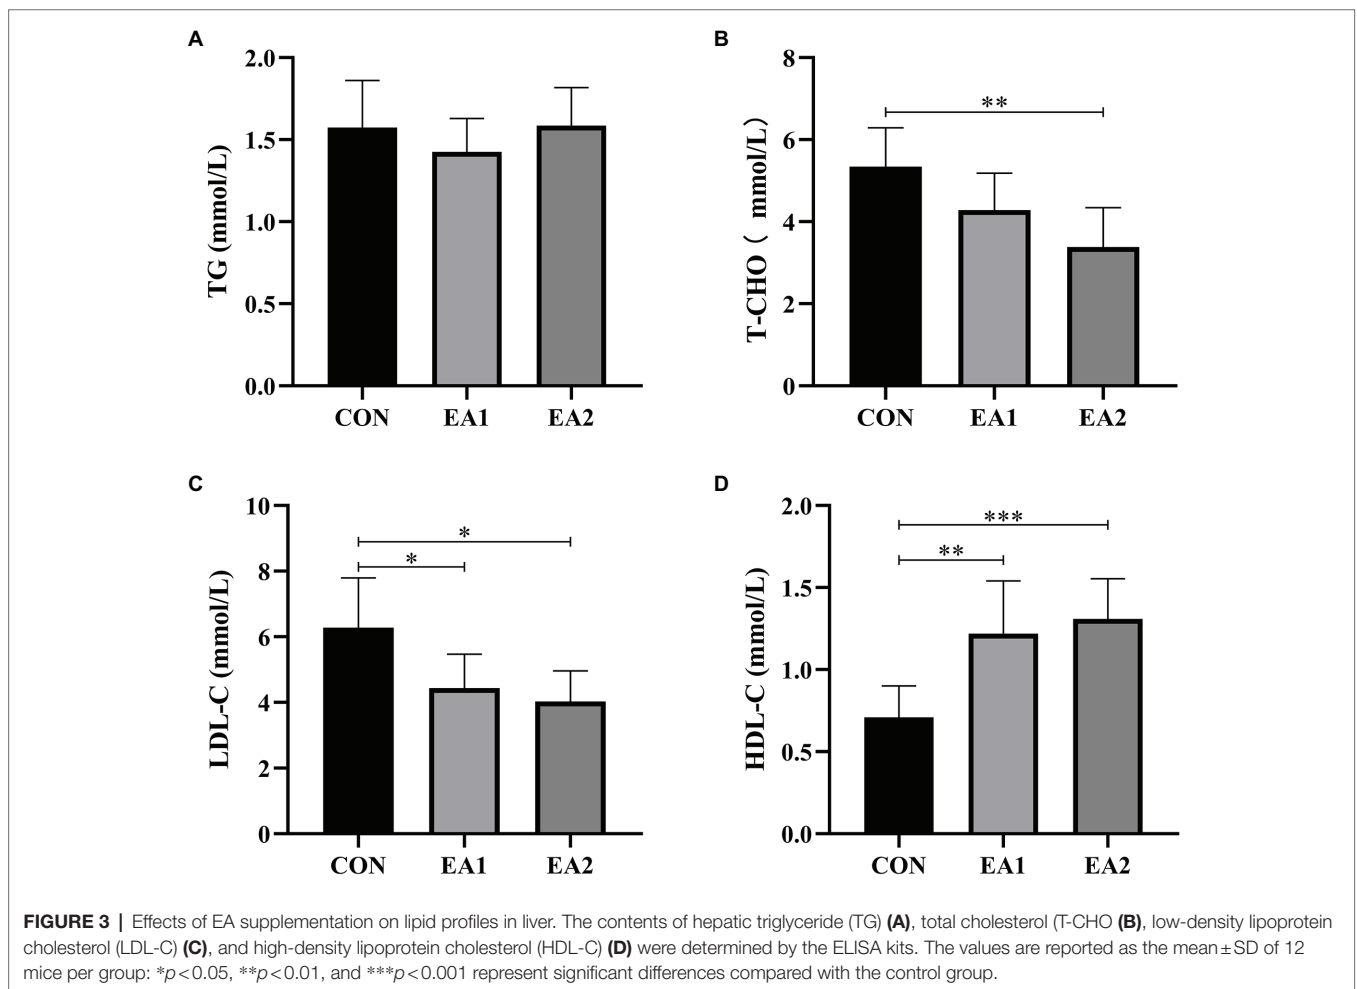 A
2.0
1.5
1.0
0.5
0.0
TG (mmol/L)
CON EA1 EA2
B
8
6
4
2
0
T-CHO（ mmol/L）
**
CON EA1 EA2
C
10
8
6
4
2
0
LDL-C (mmol/L)
*
*
CON EA1 EA2
D
2.0
1.5
1.0
0.5
0.0
HDL-C (mmol/L)
***
**
CON EA1 EA2
FIGURE 3 | Effects of EA supplementation on lipid profiles in liver. The contents of hepatic triglyceride (TG) (A), total cholesterol (T-CHO (B), low-density lipoprotein
cholesterol (LDL-C) (C), and high-density lipoprotein cholesterol (HDL-C) (D) were determined by the ELISA kits. The values are reported as the mean±SD of 12
mice per group: *p<0.05, **p<0.01, and ***p<0.001 represent significant differences compared with the control group.